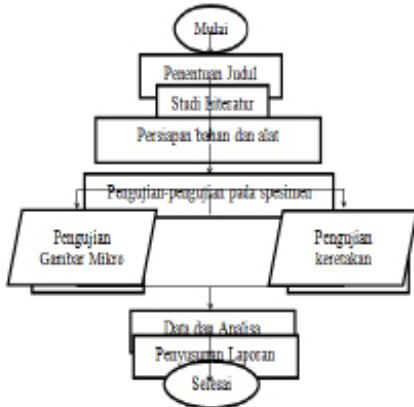 Mulai
Penentuan Judul
Studi Literatur
Persiapan bahan dan alat
Pengujian-pengujian pada spesimen
Pengujian
Gambar Mikro
Pengujian
keretakan
Data dan Analisa
Penyusunan Laporan
Selesai